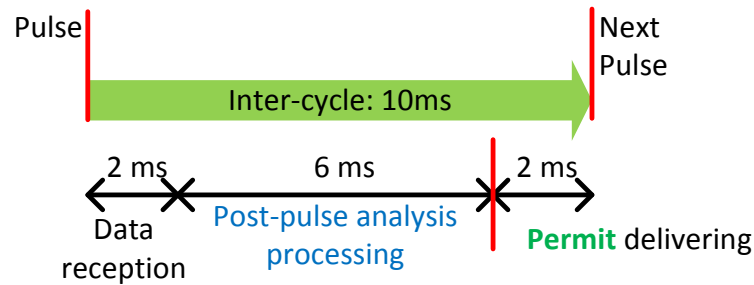 Pulse
Next
Pulse
Inter-cycle: 10ms
2 ms
6 ms
2 ms
Data
reception
Post-pulse analysis
processing
Permit delivering